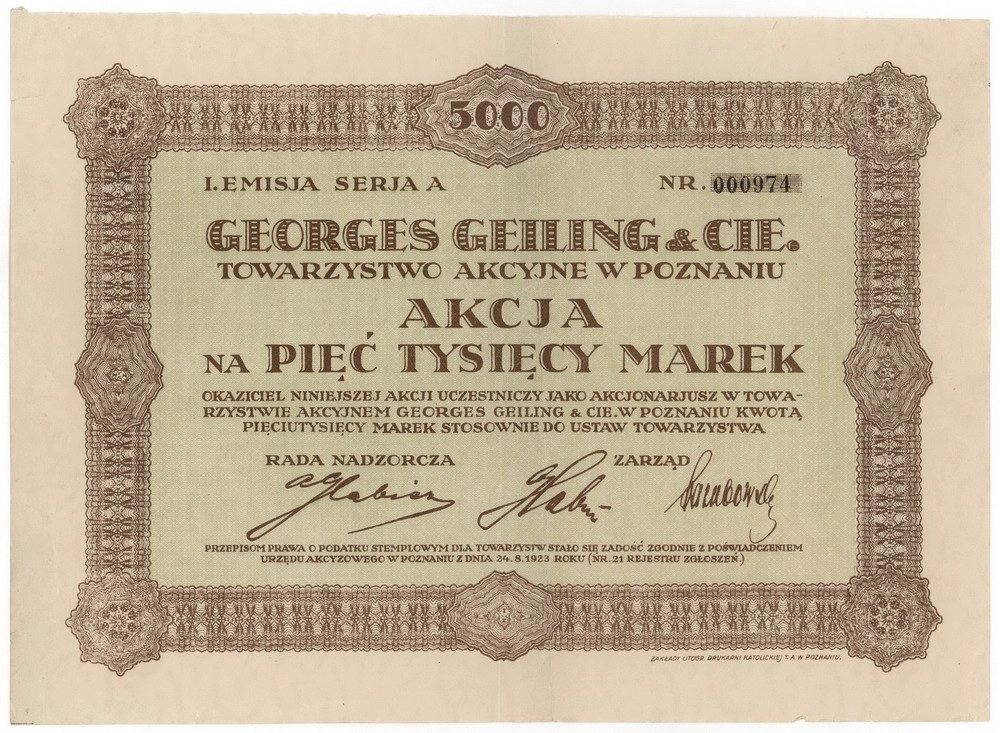 5000
I. EMISJA SERJA A NR. 000974
GEORGES GEILING & CIE.
TOWARZYSTWO AKCYJNE W POZNANIU
AKCJA
NA PIĘĆ TYSIĘCY MAREK
OKAZICIEL NINIEJSZEJ AKCJI UCZESTNICZY JAKO AKCJONARJUSZ W TOWA-
RZYSTWIE AKCYJNEM GEORGES GEILING & CIE. W POZNANIU KWOTĄ
PIĘCIUTYSIĘCY MAREK STOSOWNIE DO USTAW TOWARZYSTWA
RADA NADZORCZA ZARZĄD
PRZEPISOM PRAWA O PODATKU STEMPLOWYM DLA TOWARZYSTW STAŁO SIĘ ZADOŚĆ ZGODNIE Z POŚWIADCZENIEM
URZĘDU AKCYZOWEGO W POZNANIU Z DNIA 24. 8. 1923 ROKU (NR. 21 REJESTRU ZGŁOSZEŃ.)
ZAKŁADY LITOGR. DRUKARNI KATOLICKIEJ T. A. W POZNANIU.